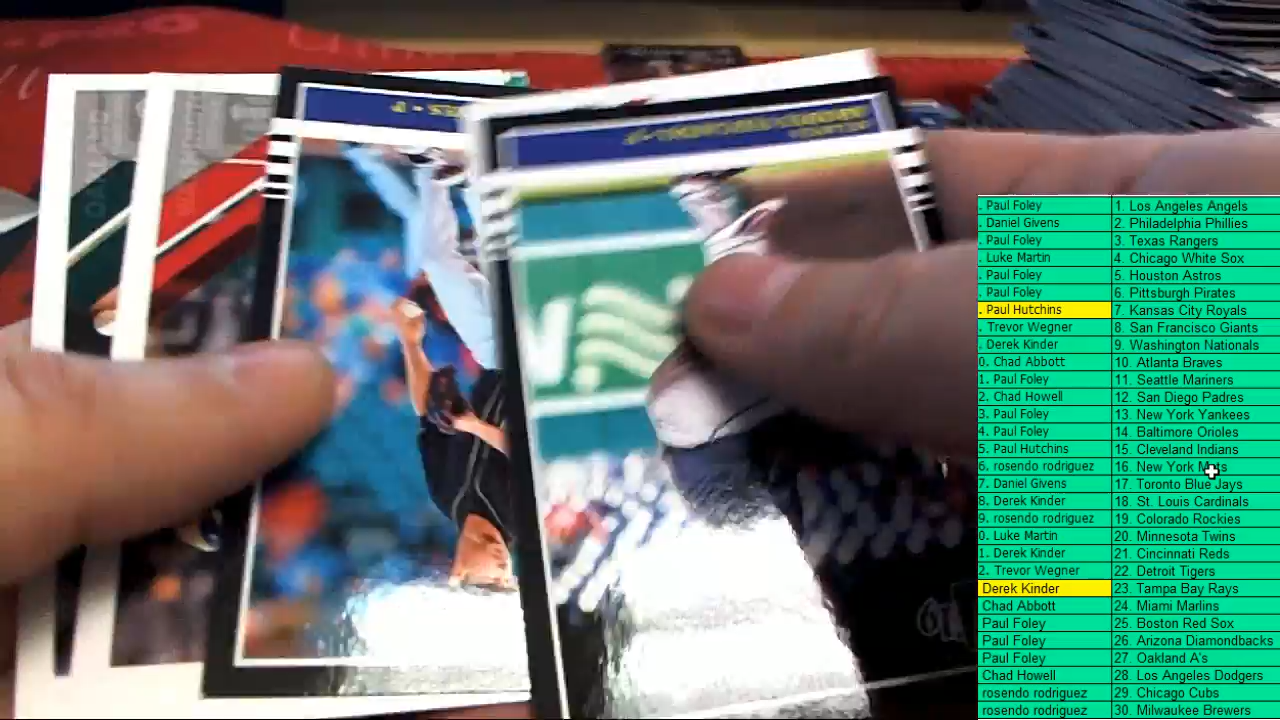 . Paul Foley 1. Los Angeles Angels
. Daniel Givens 2. Philadelphia Phillies
. Paul Foley 3. Texas Rangers
. Luke Martin 4. Chicago White Sox
. Paul Foley 5. Houston Astros
. Paul Foley 6. Pittsburgh Pirates
. Paul Hutchins 7. Kansas City Royals
. Trevor Wegner 8. San Francisco Giants
. Derek Kinder 9. Washington Nationals
0. Chad Abbott 10. Atlanta Braves
1. Paul Foley 11. Seattle Mariners
2. Chad Howell 12. San Diego Padres
3. Paul Foley 13. New York Yankees
4. Paul Foley 14. Baltimore Orioles
5. Paul Hutchins 15. Cleveland Indians
6. rosendo rodriguez 16. New York Mets
7. Daniel Givens 17. Toronto Blue Jays
8. Derek Kinder 18. St. Louis Cardinals
9. rosendo rodriguez 19. Colorado Rockies
0. Luke Martin 20. Minnesota Twins
1. Derek Kinder 21. Cincinnati Reds
2. Trevor Wegner 22. Detroit Tigers
Derek Kinder 23. Tampa Bay Rays
Chad Abbott 24. Miami Marlins
Paul Foley 25. Boston Red Sox
Paul Foley 26. Arizona Diamondbacks
Paul Foley 27. Oakland A's
Chad Howell 28. Los Angeles Dodgers
rosendo rodriguez 29. Chicago Cubs
rosendo rodriguez 30. Milwaukee Brewers